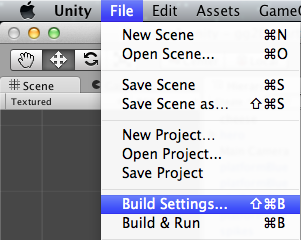 Unity File Edit Assets
New Scene ⌘N
Open Scene... ⌘O
Scene
Save Scene ⌘S
Textured
Save Scene as... ⇧⌘S
New Project...
Open Project...
Save Project
Build Settings... ⇧⌘B
Build & Run ⌘B